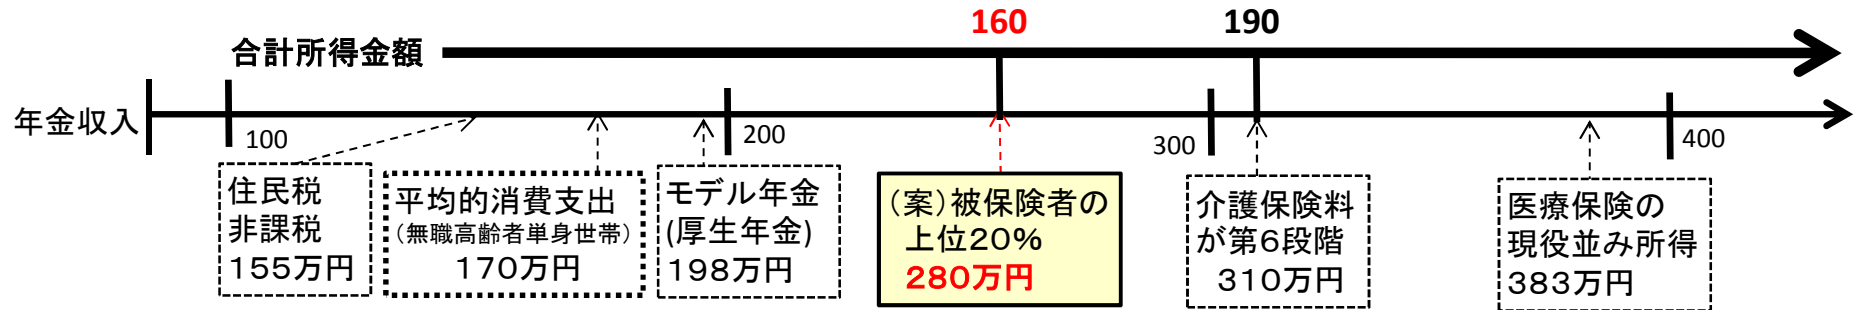 160
190
合計所得金額
年金収入
100
200
300
400
住民税
非課税
155万円
平均的消費支出
(無職高齢者単身世帯)
170万円
モデル年金
(厚生年金)
198万円
(案)被保険者の
上位20%
280万円
介護保険料
が第6段階
310万円
医療保険の
現役並み所得
383万円